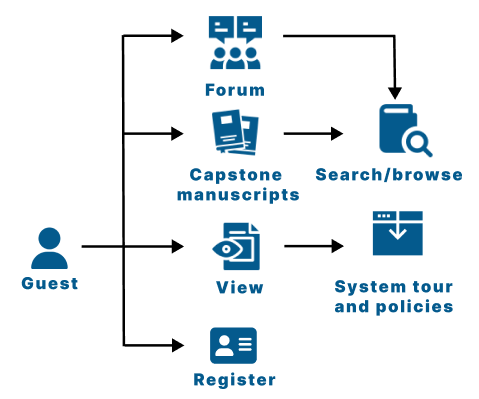 Forum
Capstone
manuscripts
Search/browse
Guest
View
System tour
and policies
Register